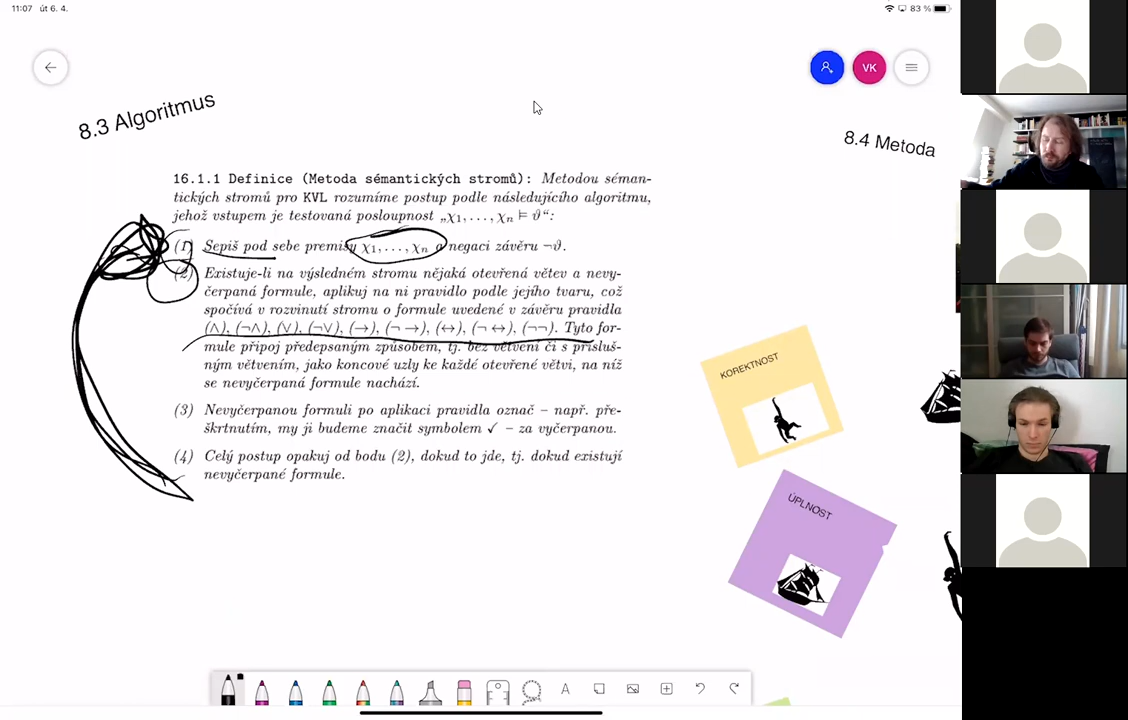 11:07 út 6. 4.
83 %
VK
8.3 Algoritmus
8.4 Metoda
16.1.1 Definice (Metoda sémantických stromů): Metodou séman-
tických stromů pro KVL rozumíme postup podle následujícího algoritmu,
jehož vstupem je testovaná posloupnost „χ1, . . . , χn ⊨ ϑ“:
(1) Sepiš pod sebe premisy χ1, . . . , χn a negaci závěru ¬ϑ.
(2) Existuje-li na výsledném stromu nějaká otevřená větev a nevy-
čerpaná formule, aplikuj na ni pravidlo podle jejího tvaru, což
spočívá v rozvinutí stromu o formule uvedené v závěru pravidla
(∧), (¬∧), (∨), (¬∨), (→), (¬ →), (↔), (¬ ↔), (¬¬). Tyto for-
mule připoj předepsaným způsobem, tj. bez větvení či s přísluš-
ným větvením, jako koncové uzly ke každé otevřené větvi, na níž
se nevyčerpaná formule nachází.
(3) Nevyčerpanou formuli po aplikaci pravidla označ – např. pře-
škrtnutím, my ji budeme značit symbolem ✓ – za vyčerpanou.
(4) Celý postup opakuj od bodu (2), dokud to jde, tj. dokud existují
nevyčerpané formule.
KOREKTNOST
ÚPLNOST
A